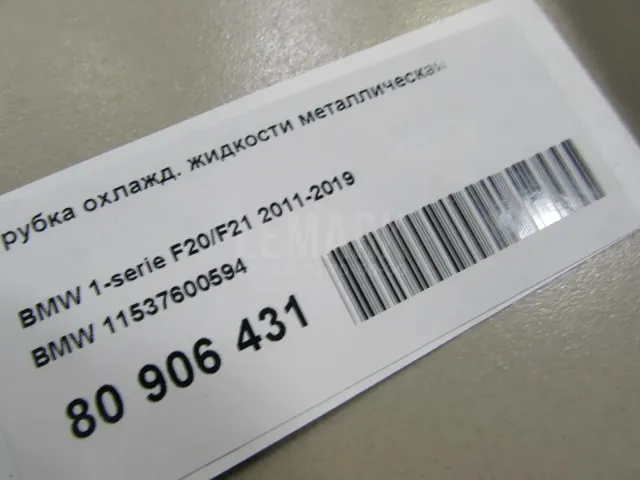 рубка охлажд. жидкости металлическая
BMW 1-serie F20/F21 2011-2019
BMW 11537600594
80 906 431